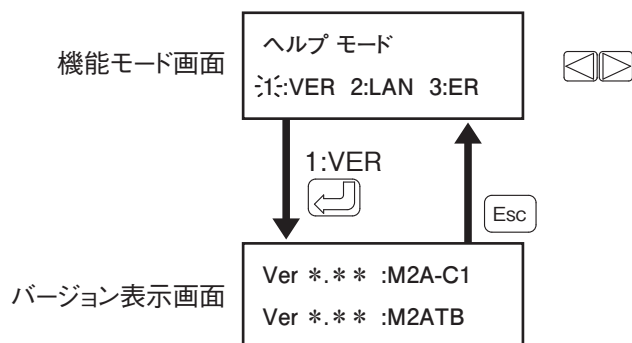 機能モード画面
ヘルプ モード
1:VER 2:LAN 3:ER
1:VER
Esc
バージョン表示画面
Ver *.** :M2A-C1
Ver *.** :M2ATB